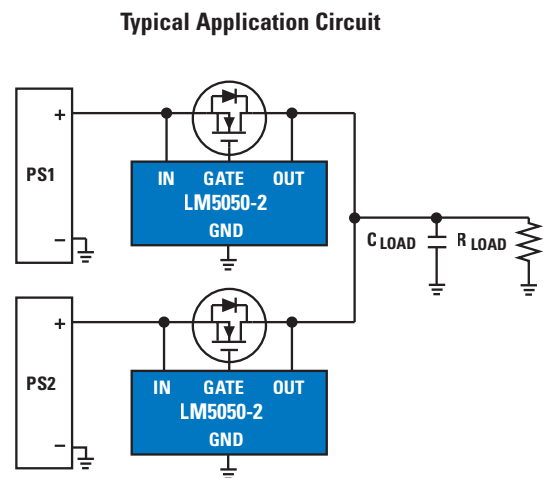 Typical Application Circuit
+
PS1
IN GATE OUT
LM5050-2
GND
–
C LOAD
R LOAD
+
PS2
IN GATE OUT
LM5050-2
GND
–